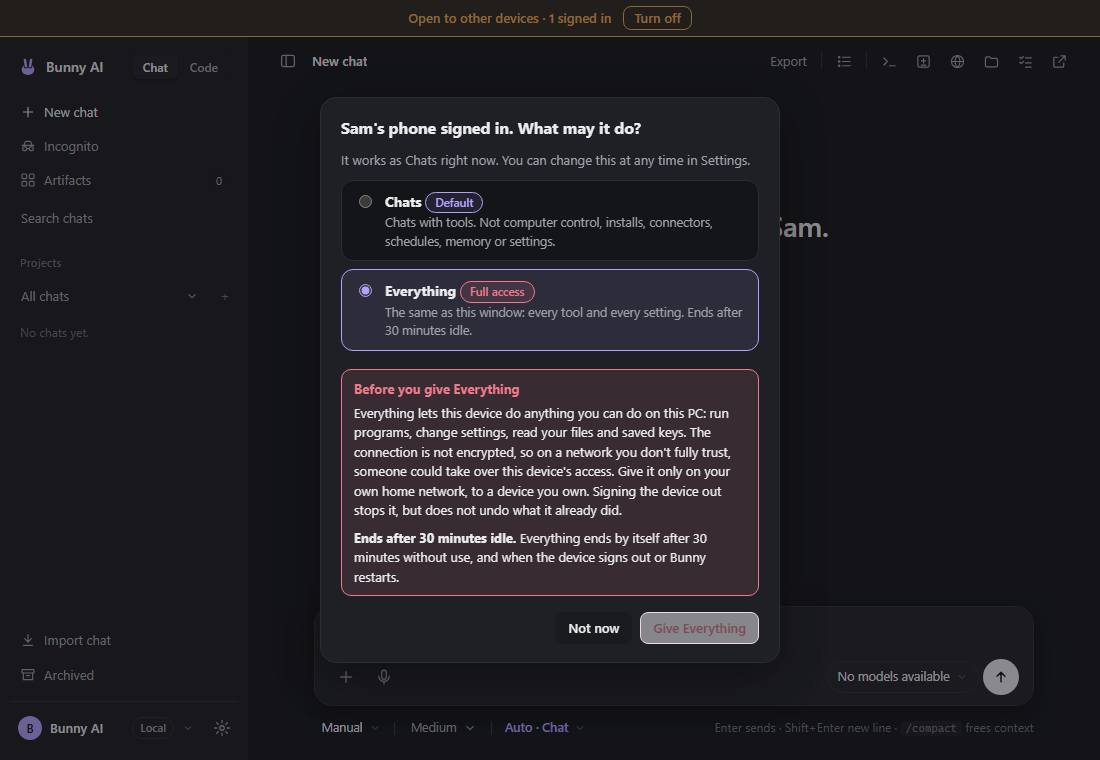 Open to other devices · 1 signed in
Turn off
Bunny AI
Chat
Code
New chat
Export
New chat
Incognito
Artifacts
0
Search chats
Projects
All chats
No chats yet.
Sam.
Sam's phone signed in. What may it do?
It works as Chats right now. You can change this at any time in Settings.
Chats Default
Chats with tools. Not computer control, installs, connectors,
schedules, memory or settings.
Everything Full access
The same as this window: every tool and every setting. Ends after
30 minutes idle.
Before you give Everything
Everything lets this device do anything you can do on this PC: run
programs, change settings, read your files and saved keys. The
connection is not encrypted, so on a network you don't fully trust,
someone could take over this device's access. Give it only on your
own home network, to a device you own. Signing the device out
stops it, but does not undo what it already did.
Ends after 30 minutes idle. Everything ends by itself after 30
minutes without use, and when the device signs out or Bunny
restarts.
Not now
Give Everything
Import chat
Archived
B
Bunny AI
Local
No models available
Manual
Medium
Auto · Chat
Enter sends · Shift+Enter new line · /compact frees context